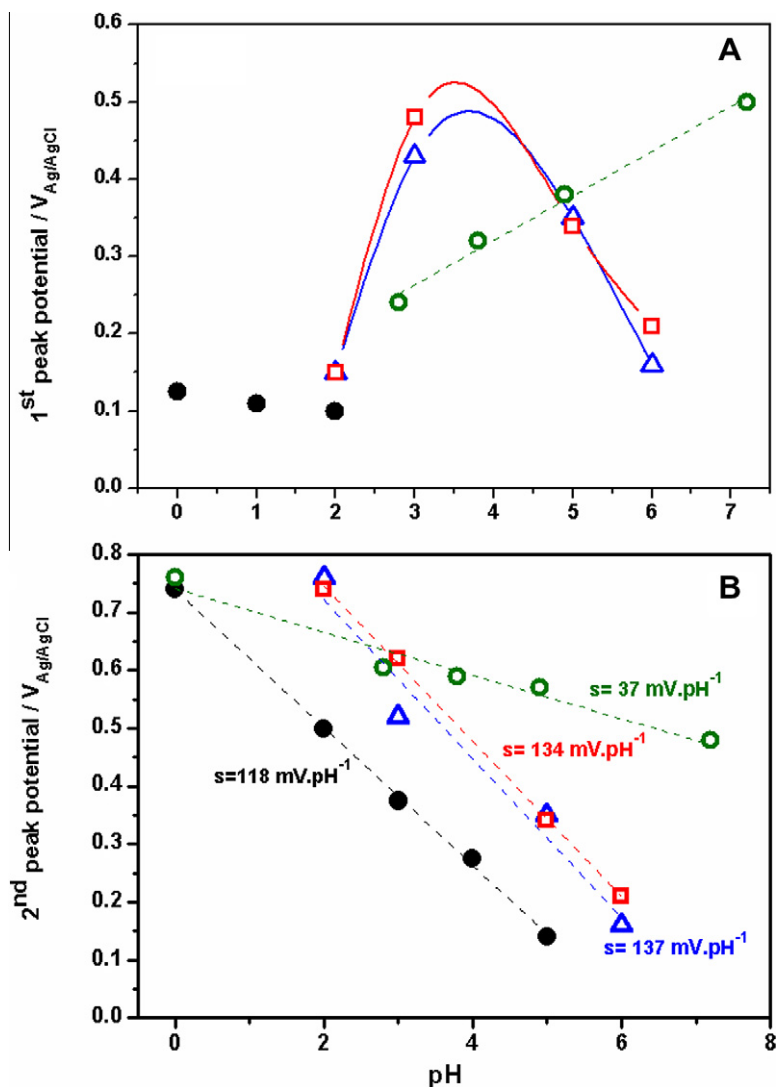 A
1st peak potential / V Ag/AgCl
0.6
0.5
0.4
0.3
0.2
0.1
0.0
0 1 2 3 4 5 6 7
B
2nd peak potential / V Ag/AgCl
0.8
0.7
0.6
0.5
0.4
0.3
0.2
0.1
0.0
s= 37 mV.pH-1
s= 134 mV.pH-1
s=118 mV.pH-1
s= 137 mV.pH-1
0 2 4 6 8
pH